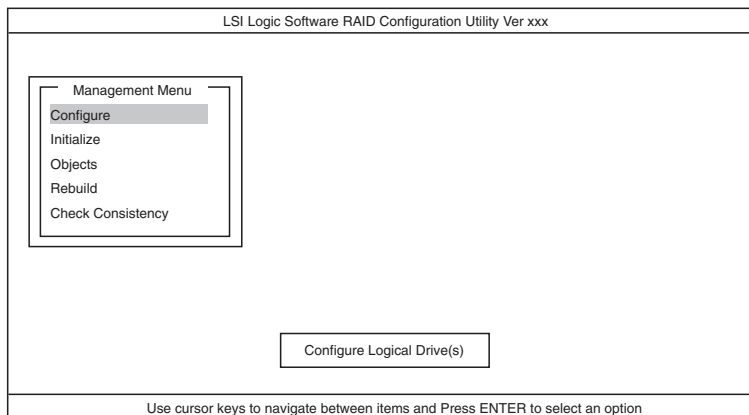 LSI Logic Software RAID Configuration Utility Ver xxx
Management Menu
Configure
Initialize
Objects
Rebuild
Check Consistency
Configure Logical Drive(s)
Use cursor keys to navigate between items and Press ENTER to select an option